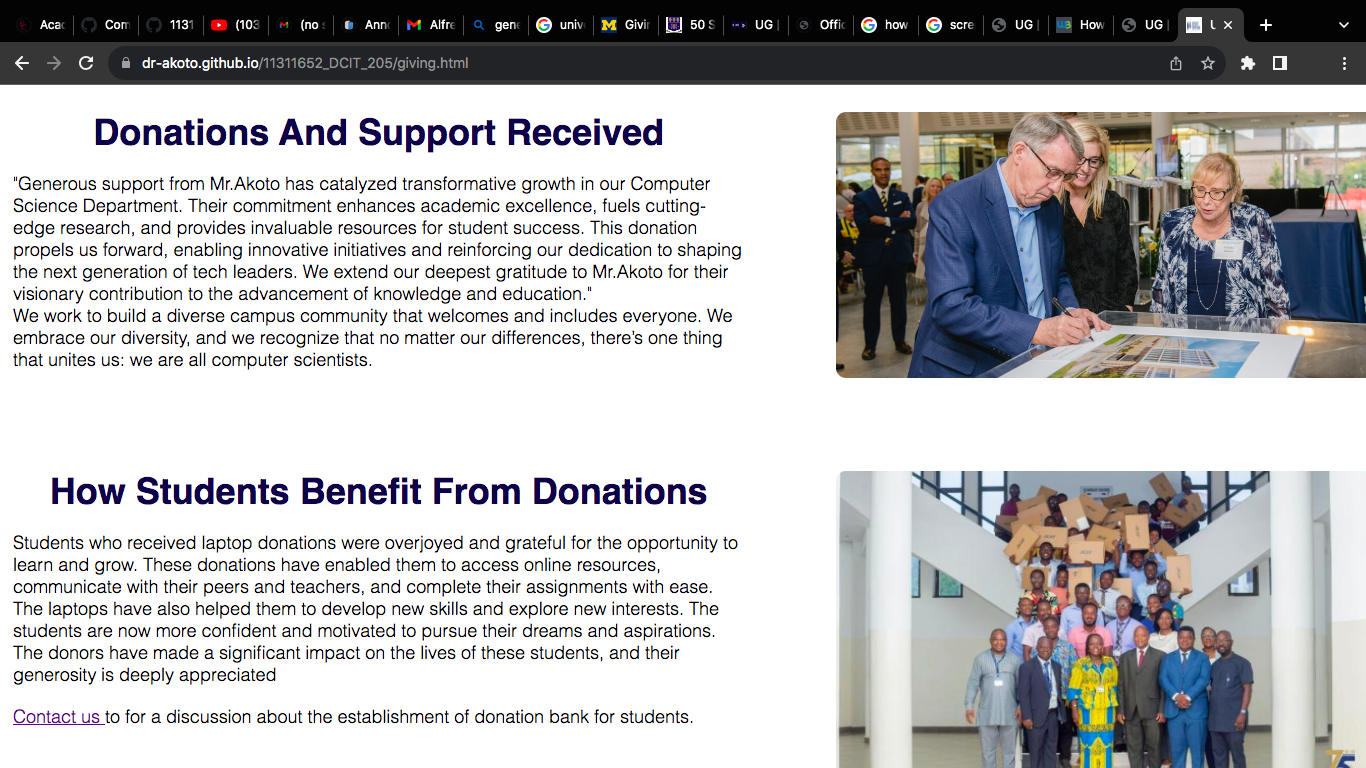 Aca
Com
1131
(103
(no s
Anno
Alfre
gene
univ
Givin
50 S
UG |
Offic
how
scre
UG |
How
UG |
dr-akoto.github.io/11311652_DCIT_205/giving.html
Donations And Support Received
"Generous support from Mr.Akoto has catalyzed transformative growth in our Computer
Science Department. Their commitment enhances academic excellence, fuels cutting-
edge research, and provides invaluable resources for student success. This donation
propels us forward, enabling innovative initiatives and reinforcing our dedication to shaping
the next generation of tech leaders. We extend our deepest gratitude to Mr.Akoto for their
visionary contribution to the advancement of knowledge and education."
We work to build a diverse campus community that welcomes and includes everyone. We
embrace our diversity, and we recognize that no matter our differences, there's one thing
that unites us: we are all computer scientists.
How Students Benefit From Donations
Students who received laptop donations were overjoyed and grateful for the opportunity to
learn and grow. These donations have enabled them to access online resources,
communicate with their peers and teachers, and complete their assignments with ease.
The laptops have also helped them to develop new skills and explore new interests. The
students are now more confident and motivated to pursue their dreams and aspirations.
The donors have made a significant impact on the lives of these students, and their
generosity is deeply appreciated
Contact us to for a discussion about the establishment of donation bank for students.